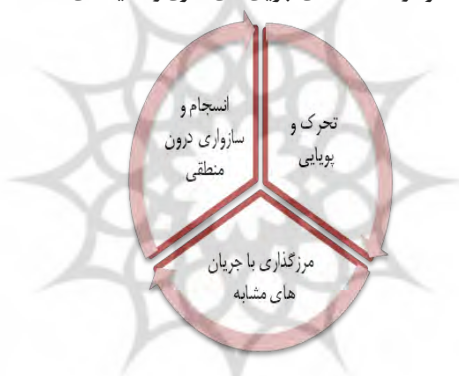 تحرک و
پویایی
انسجام و
سازواری درون
منطقی
مرزگذاری با جریان
های مشابه